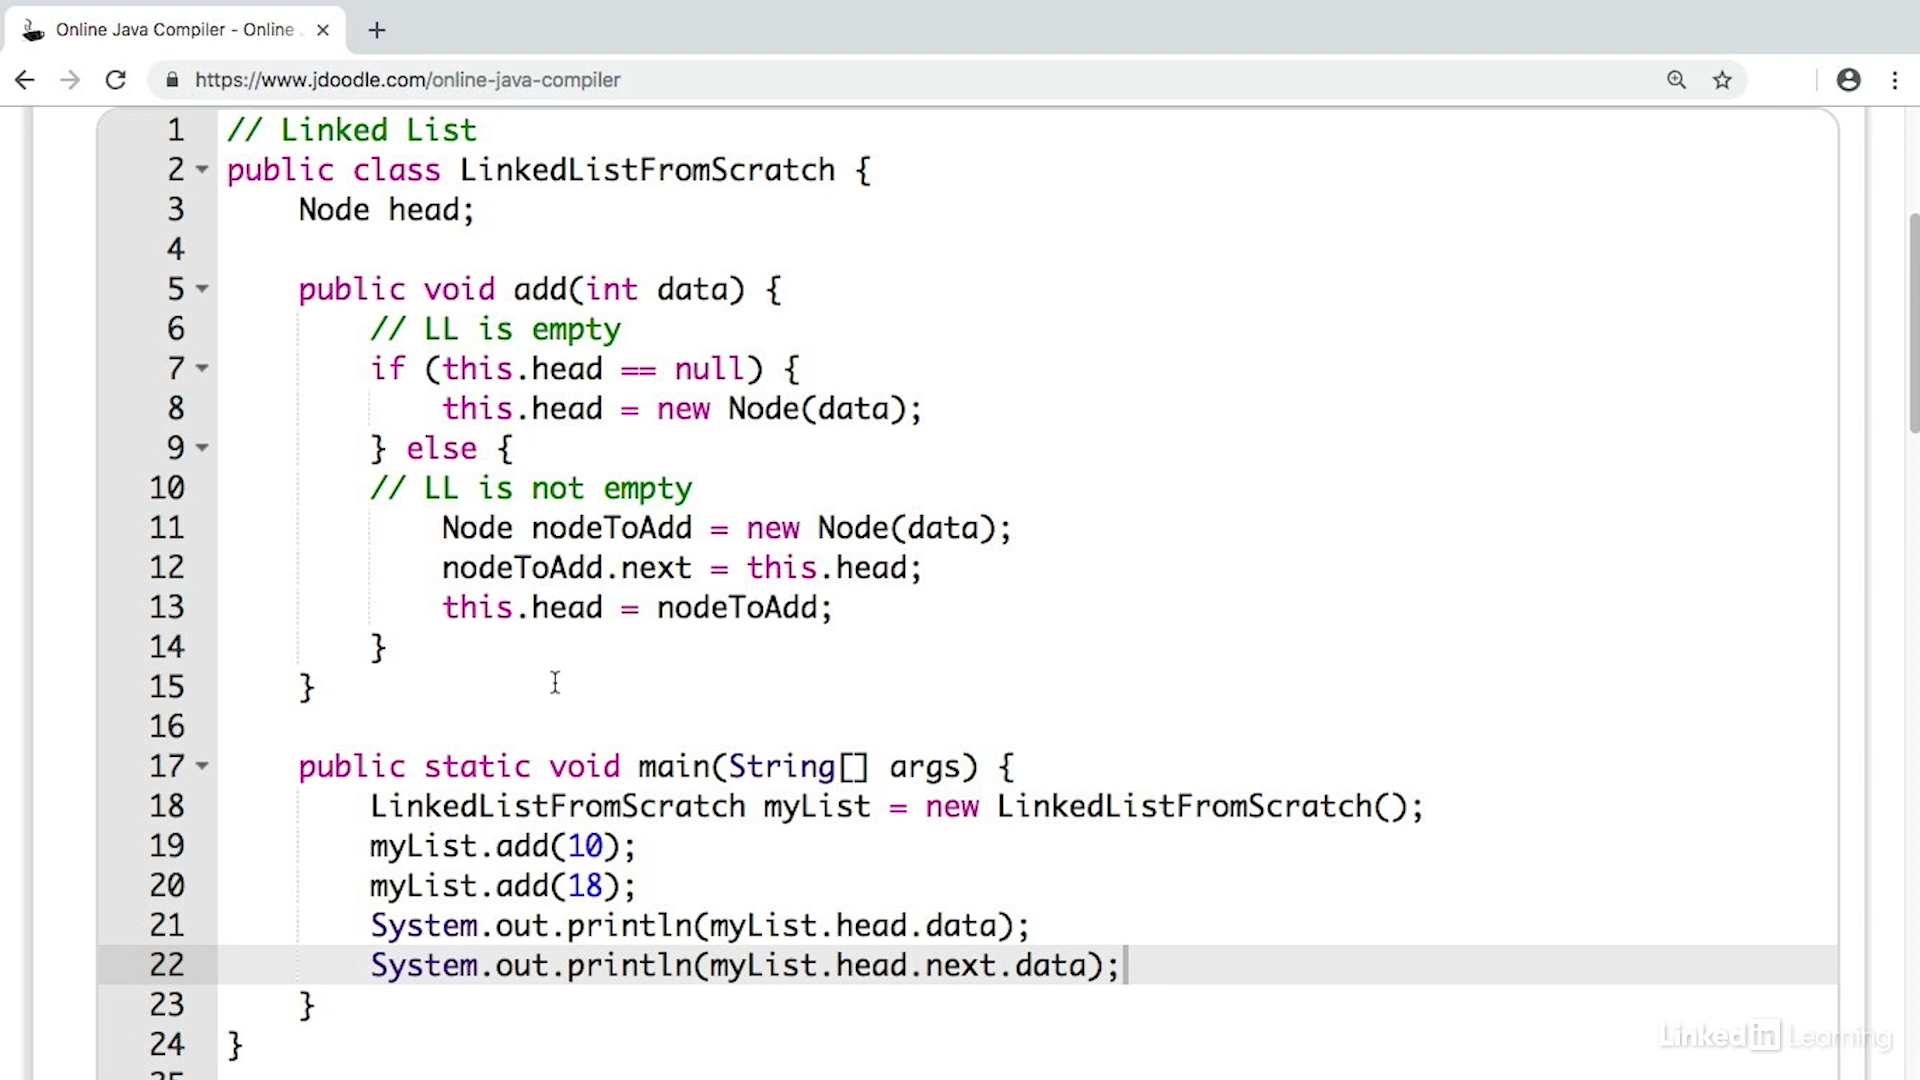 Online Java Compiler - Online
https://www.jdoodle.com/online-java-compiler
1 // Linked List
2 public class LinkedListFromScratch {
3     Node head;
4
5     public void add(int data) {
6         // LL is empty
7         if (this.head == null) {
8             this.head = new Node(data);
9         } else {
10         // LL is not empty
11             Node nodeToAdd = new Node(data);
12             nodeToAdd.next = this.head;
13             this.head = nodeToAdd;
14         }
15     }
16
17     public static void main(String[] args) {
18         LinkedListFromScratch myList = new LinkedListFromScratch();
19         myList.add(10);
20         myList.add(18);
21         System.out.println(myList.head.data);
22         System.out.println(myList.head.next.data);
23     }
24 }
LinkedIn Learning